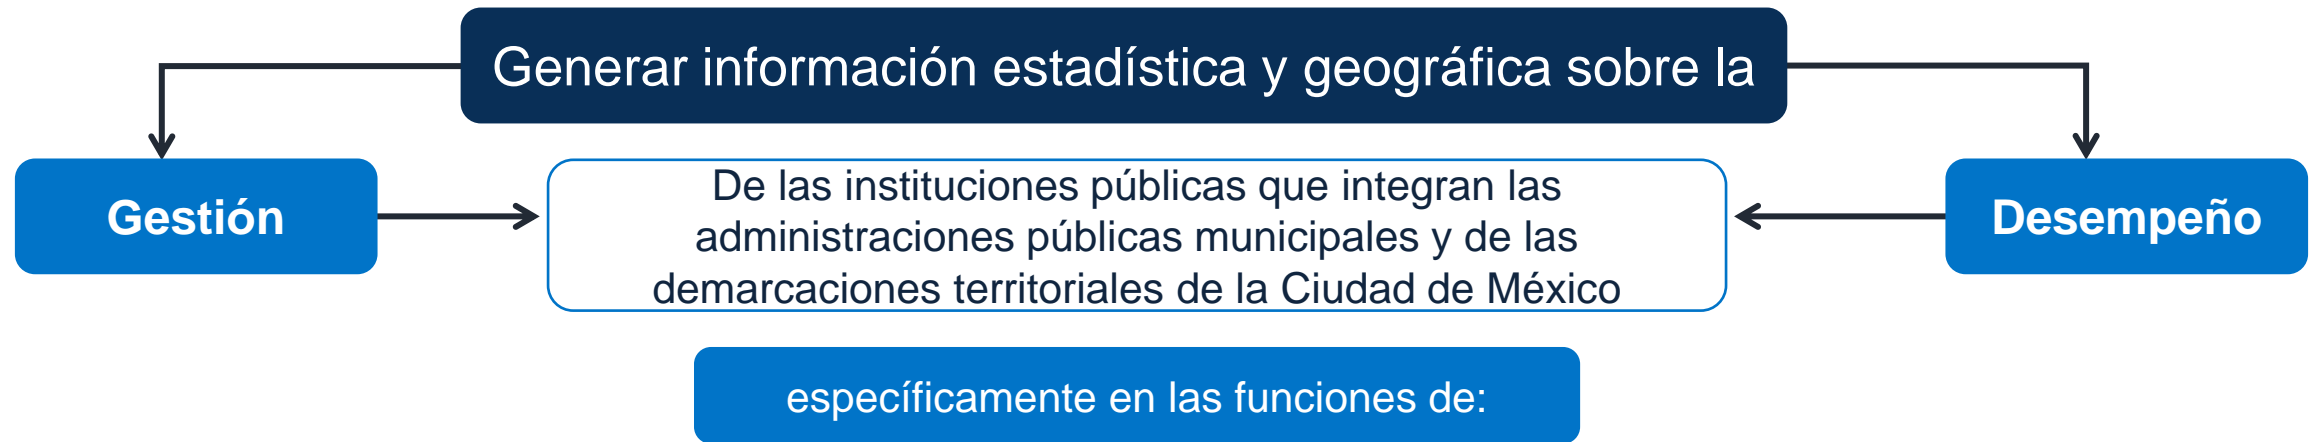 Generar información estadística y geográfica sobre la
Gestión
De las instituciones públicas que integran las
administraciones públicas municipales y de las
demarcaciones territoriales de la Ciudad de México
Desempeño
específicamente en las funciones de: